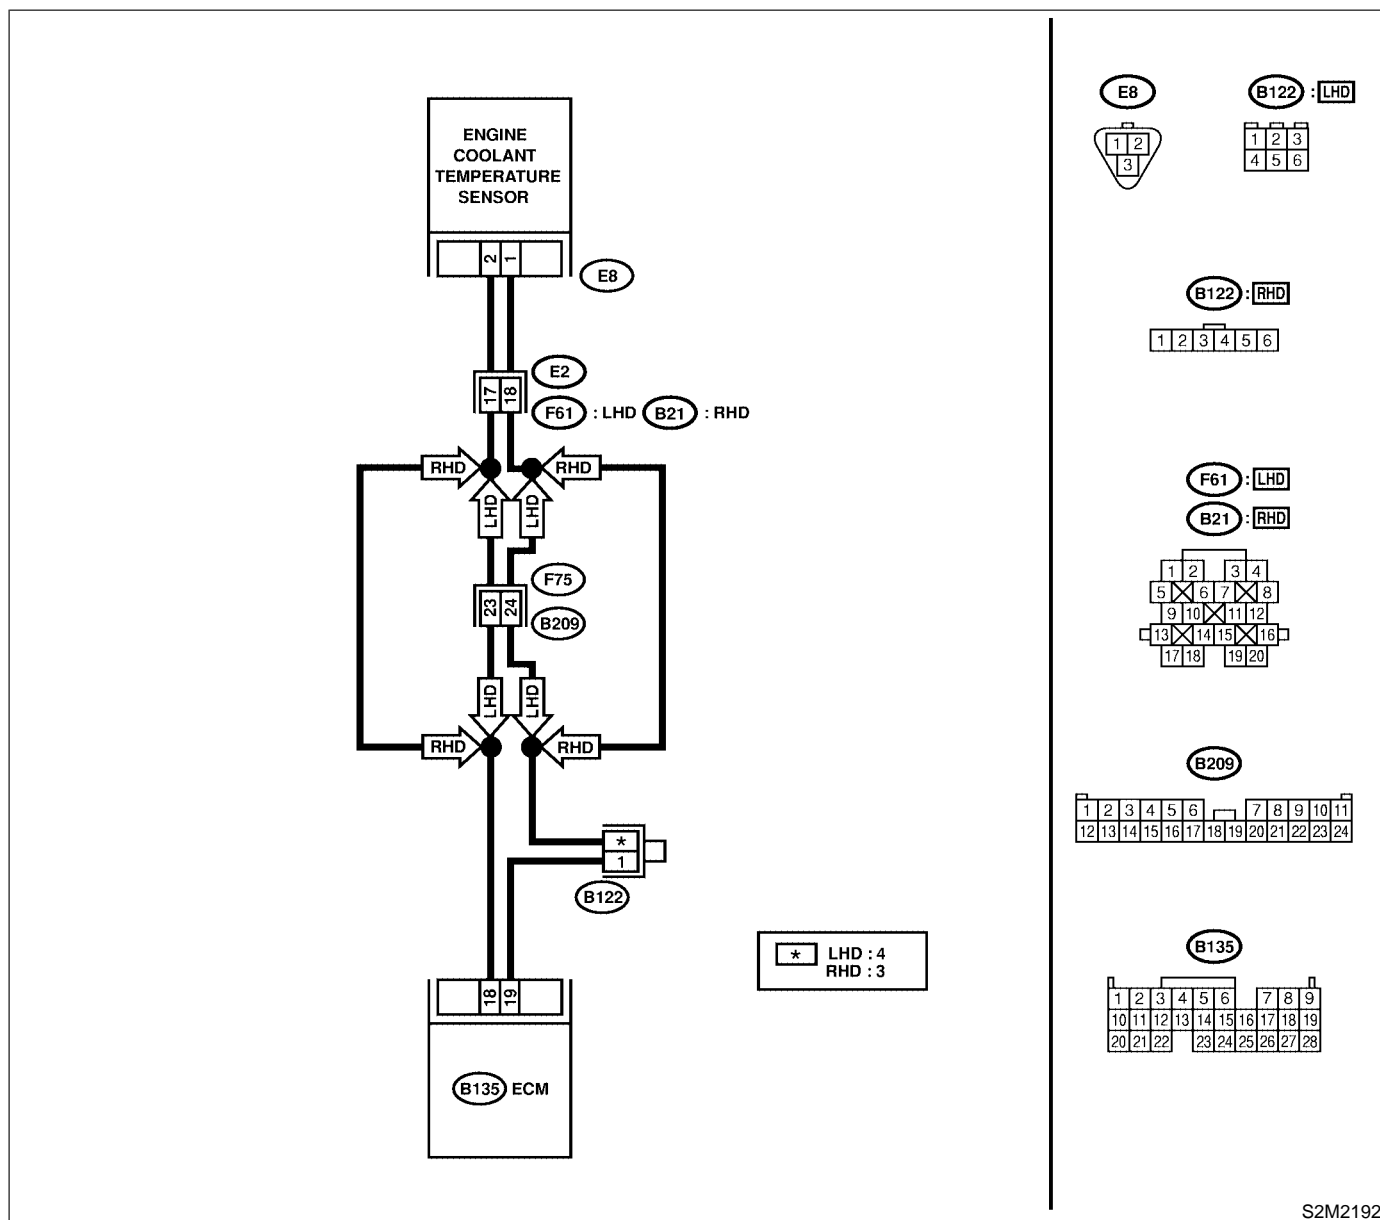 ENGINE
COOLANT
TEMPERATURE
SENSOR
2 1
E8
E2
17 18
F61 : LHD B21 : RHD
RHD RHD
LHD LHD
F75
23 24
B209
LHD LHD
RHD RHD
*
1
B122
* LHD : 4
RHD : 3
18 19
B135 ECM
E8
1 2
3
B122 : LHD
1 2 3
4 5 6
B122 : RHD
1 2 3 4 5 6
F61 : LHD
B21 : RHD
1 2 3 4
5 6 7 8
9 10 11 12
13 14 15 16
17 18 19 20
B209
1 2 3 4 5 6 7 8 9 10 11
12 13 14 15 16 17 18 19 20 21 22 23 24
B135
1 2 3 4 5 6 7 8 9
10 11 12 13 14 15 16 17 18 19
20 21 22 23 24 25 26 27 28
S2M2192